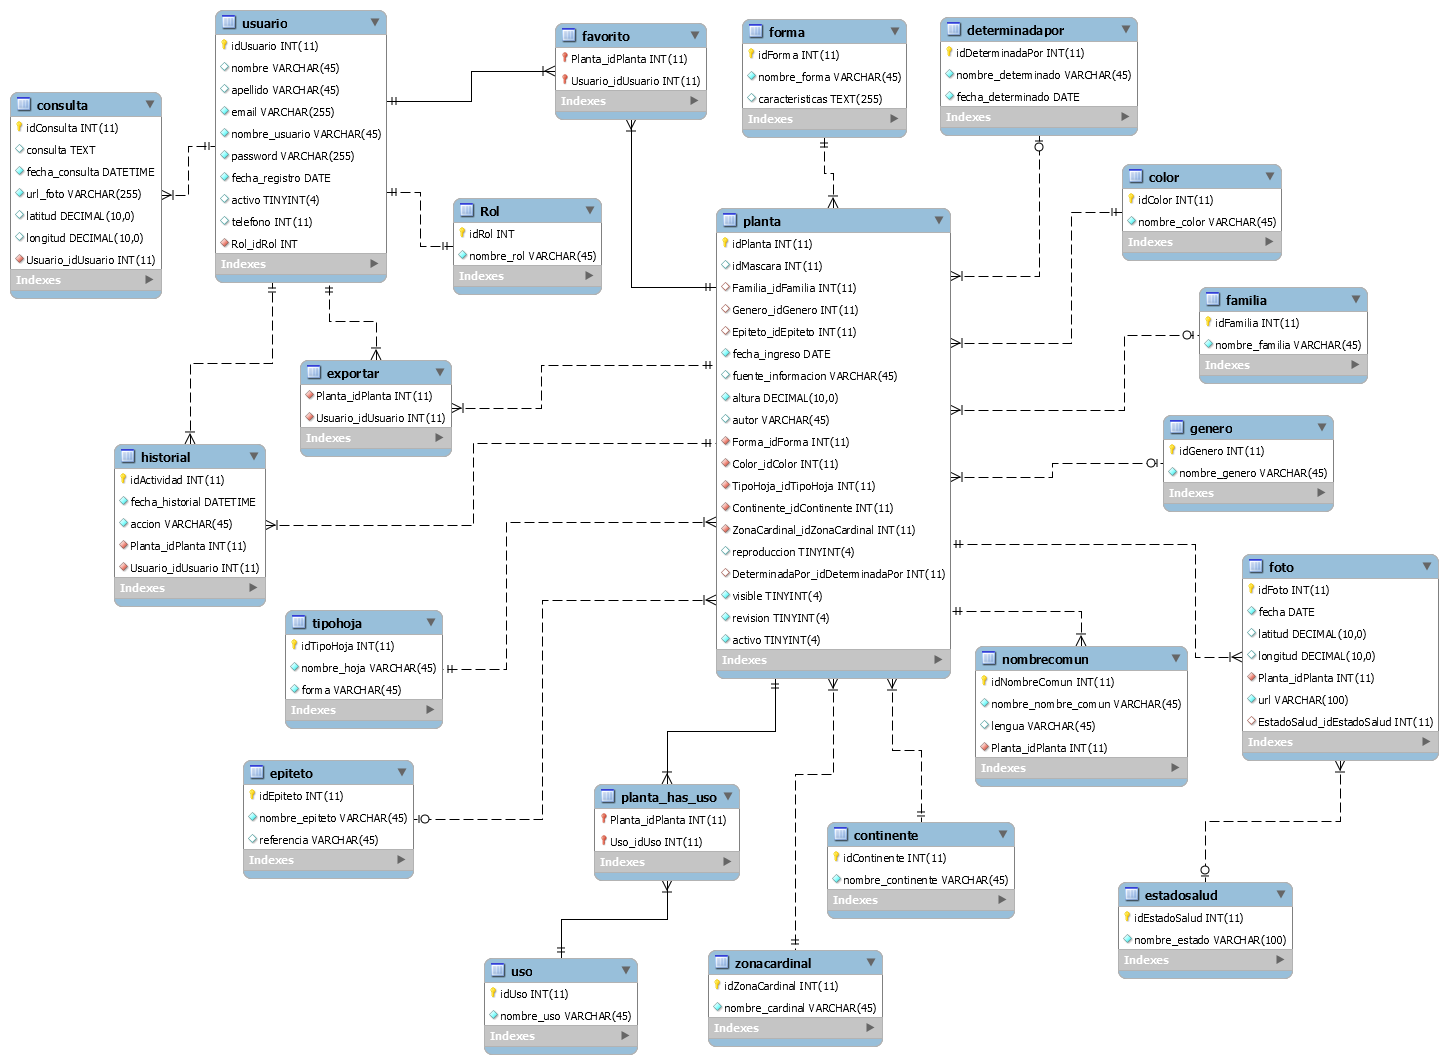 usuario
idUsuario INT(11)
nombre VARCHAR(45)
apellido VARCHAR(45)
email VARCHAR(255)
nombre_usuario VARCHAR(45)
password VARCHAR(255)
fecha_registro DATE
activo TINYINT(4)
telefono INT(11)
Rol_idRol INT
Indexes
favorito
Planta_idPlanta INT(11)
Usuario_idUsuario INT(11)
Indexes
forma
idForma INT(11)
nombre_forma VARCHAR(45)
caracteristicas TEXT(255)
Indexes
determinadapor
idDeterminadaPor INT(11)
nombre_determinado VARCHAR(45)
fecha_determinado DATE
Indexes
consulta
idConsulta INT(11)
consulta TEXT
fecha_consulta DATETIME
url_foto VARCHAR(255)
latitud DECIMAL(10,0)
longitud DECIMAL(10,0)
Usuario_idUsuario INT(11)
Indexes
Rol
idRol INT
nombre_rol VARCHAR(45)
Indexes
planta
idPlanta INT(11)
idMascara INT(11)
Familia_idFamilia INT(11)
Genero_idGenero INT(11)
Epiteto_idEpiteto INT(11)
fecha_ingreso DATE
fuente_informacion VARCHAR(45)
altura DECIMAL(10,0)
autor VARCHAR(45)
Forma_idForma INT(11)
Color_idColor INT(11)
TipoHoja_idTipoHoja INT(11)
Continente_idContinente INT(11)
ZonaCardinal_idZonaCardinal INT(11)
reproduccion TINYINT(4)
DeterminadaPor_idDeterminadaPor INT(11)
visible TINYINT(4)
revision TINYINT(4)
activo TINYINT(4)
Indexes
color
idColor INT(11)
nombre_color VARCHAR(45)
Indexes
familia
idFamilia INT(11)
nombre_familia VARCHAR(45)
Indexes
exportar
Planta_idPlanta INT(11)
Usuario_idUsuario INT(11)
Indexes
genero
idGenero INT(11)
nombre_genero VARCHAR(45)
Indexes
historial
idActividad INT(11)
fecha_historial DATETIME
accion VARCHAR(45)
Planta_idPlanta INT(11)
Usuario_idUsuario INT(11)
Indexes
foto
idFoto INT(11)
fecha DATE
latitud DECIMAL(10,0)
longitud DECIMAL(10,0)
Planta_idPlanta INT(11)
url VARCHAR(100)
EstadoSalud_idEstadoSalud INT(11)
Indexes
tipohoja
idTipoHoja INT(11)
nombre_hoja VARCHAR(45)
forma VARCHAR(45)
Indexes
nombrecomun
idNombreComun INT(11)
nombre_nombre_comun VARCHAR(45)
lengua VARCHAR(45)
Planta_idPlanta INT(11)
Indexes
epiteto
idEpiteto INT(11)
nombre_epiteto VARCHAR(45)
referencia VARCHAR(45)
Indexes
planta_has_uso
Planta_idPlanta INT(11)
Uso_idUso INT(11)
Indexes
continente
idContinente INT(11)
nombre_continente VARCHAR(45)
Indexes
estadosalud
idEstadoSalud INT(11)
nombre_estado VARCHAR(100)
Indexes
uso
idUso INT(11)
nombre_uso VARCHAR(45)
Indexes
zonacardinal
idZonaCardinal INT(11)
nombre_cardinal VARCHAR(45)
Indexes